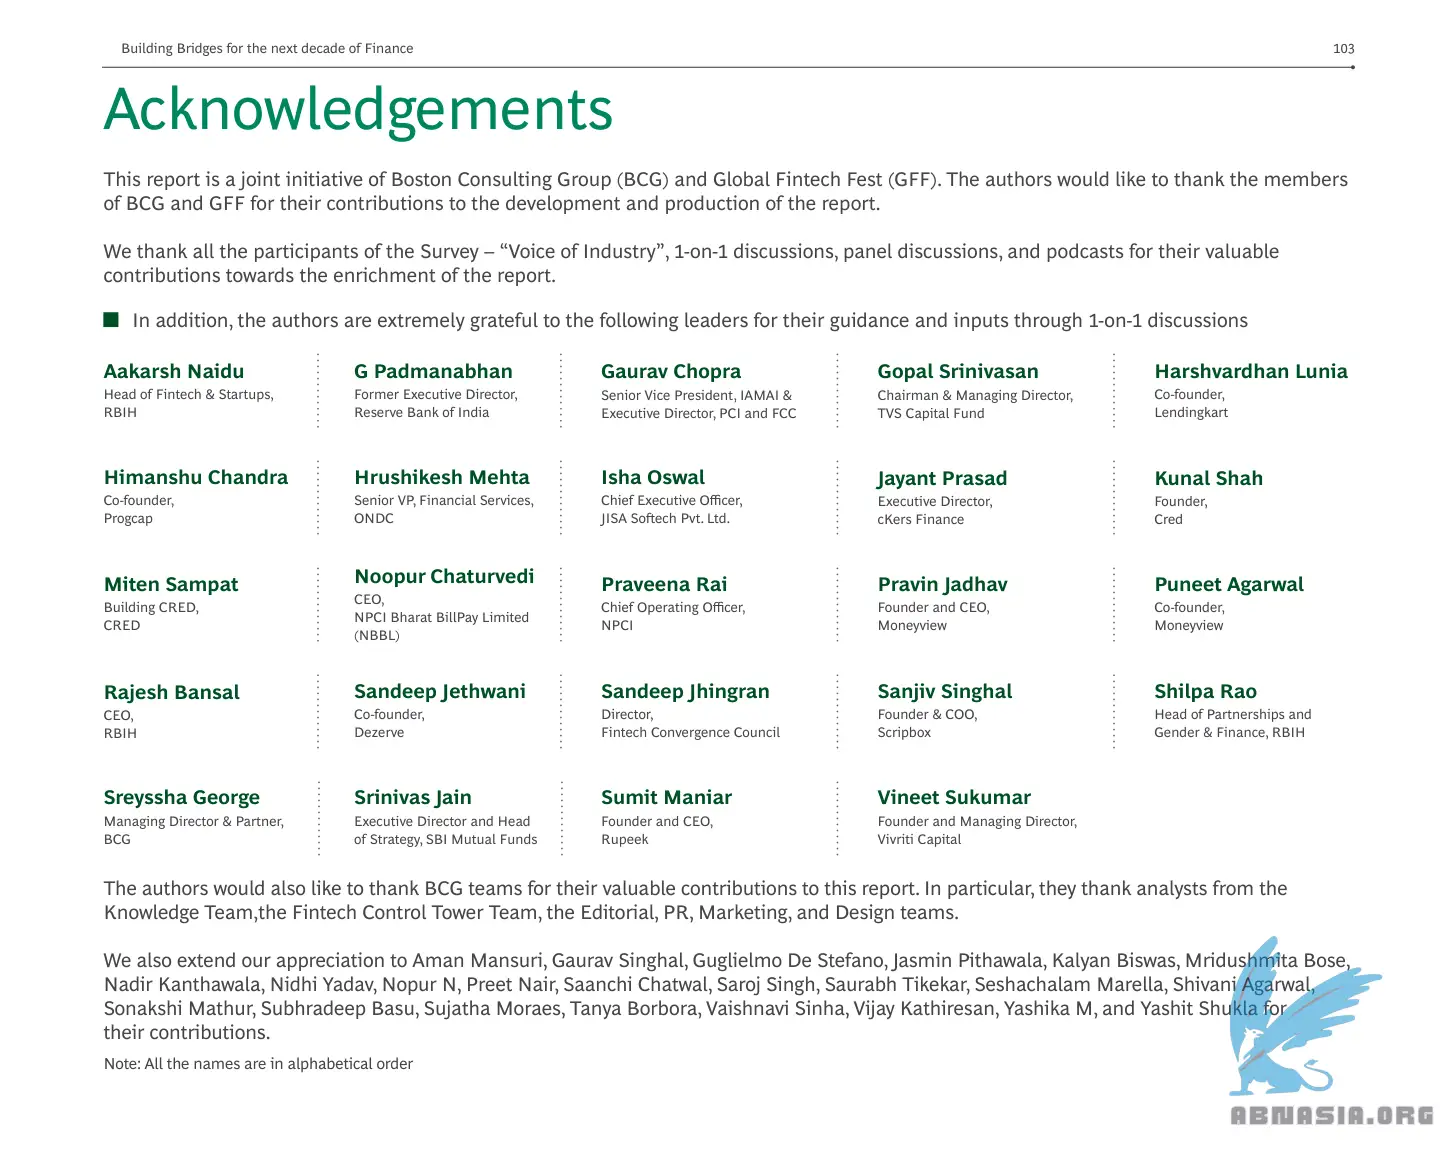 Building Bridges for the next decade of Finance
103
Acknowledgements
This report is a joint initiative of Boston Consulting Group (BCG) and Global Fintech Fest (GFF). The authors would like to thank the members
of BCG and GFF for their contributions to the development and production of the report.
We thank all the participants of the Survey – “Voice of Industry”, 1-on-1 discussions, panel discussions, and podcasts for their valuable
contributions towards the enrichment of the report.
In addition, the authors are extremely grateful to the following leaders for their guidance and inputs through 1-on-1 discussions
Aakarsh Naidu
Head of Fintech & Startups,
RBIH
G Padmanabhan
Former Executive Director,
Reserve Bank of India
Gaurav Chopra
Senior Vice President, IAMAI &
Executive Director, PCI and FCC
Gopal Srinivasan
Chairman & Managing Director,
TVS Capital Fund
Harshvardhan Lunia
Co-founder,
Lendingkart
Himanshu Chandra
Co-founder,
Progcap
Hrushikesh Mehta
Senior VP, Financial Services,
ONDC
Isha Oswal
Chief Executive Officer,
JISA Softech Pvt. Ltd.
Jayant Prasad
Executive Director,
cKers Finance
Kunal Shah
Founder,
Cred
Miten Sampat
Building CRED,
CRED
Noopur Chaturvedi
CEO,
NPCI Bharat BillPay Limited
(NBBL)
Praveena Rai
Chief Operating Officer,
NPCI
Pravin Jadhav
Founder and CEO,
Moneyview
Puneet Agarwal
Co-founder,
Moneyview
Rajesh Bansal
CEO,
RBIH
Sandeep Jethwani
Co-founder,
Dezerve
Sandeep Jhingran
Director,
Fintech Convergence Council
Sanjiv Singhal
Founder & COO,
Scripbox
Shilpa Rao
Head of Partnerships and
Gender & Finance, RBIH
Sreyssha George
Managing Director & Partner,
BCG
Srinivas Jain
Executive Director and Head
of Strategy, SBI Mutual Funds
Sumit Maniar
Founder and CEO,
Rupeek
Vineet Sukumar
Founder and Managing Director,
Vivriti Capital
The authors would also like to thank BCG teams for their valuable contributions to this report. In particular, they thank analysts from the
Knowledge Team,the Fintech Control Tower Team, the Editorial, PR, Marketing, and Design teams.
We also extend our appreciation to Aman Mansuri, Gaurav Singhal, Guglielmo De Stefano, Jasmin Pithawala, Kalyan Biswas, Mridushmita Bose,
Nadir Kanthawala, Nidhi Yadav, Nopur N, Preet Nair, Saanchi Chatwal, Saroj Singh, Saurabh Tikekar, Seshachalam Marella, Shivani Agarwal,
Sonakshi Mathur, Subhradeep Basu, Sujatha Moraes, Tanya Borbora, Vaishnavi Sinha, Vijay Kathiresan, Yashika M, and Yashit Shukla for
their contributions.
Note: All the names are in alphabetical order
ABNASIA.ORG